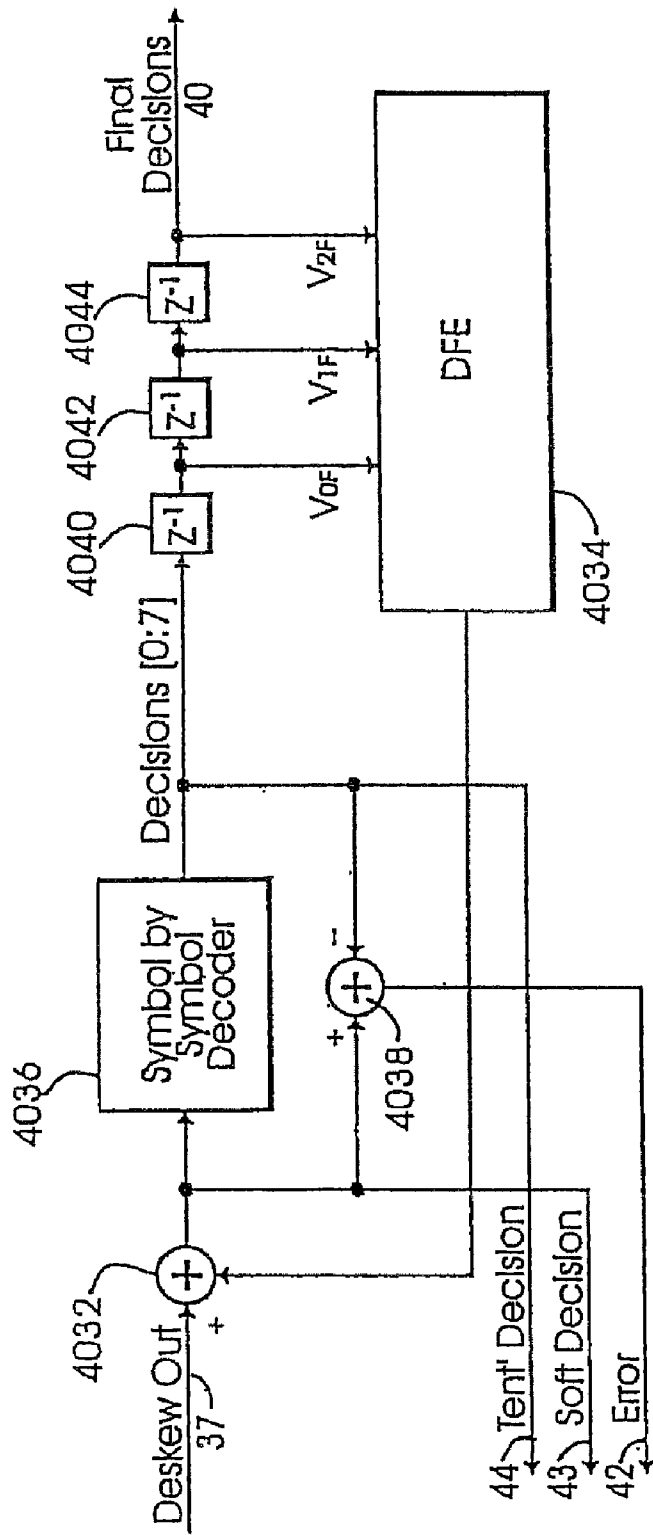 Deskew Out
37
+
4032
+
4036
Symbol by
Symbol
Decoder
Decisions [0:7]
4040
Z-1
4042
Z-1
4044
Z-1
Final
Decisions
40
V0F
V1F
V2F
DFE
4034
+
-
+
4038
44 Tent' Decision
43 Soft Decision
42 Error